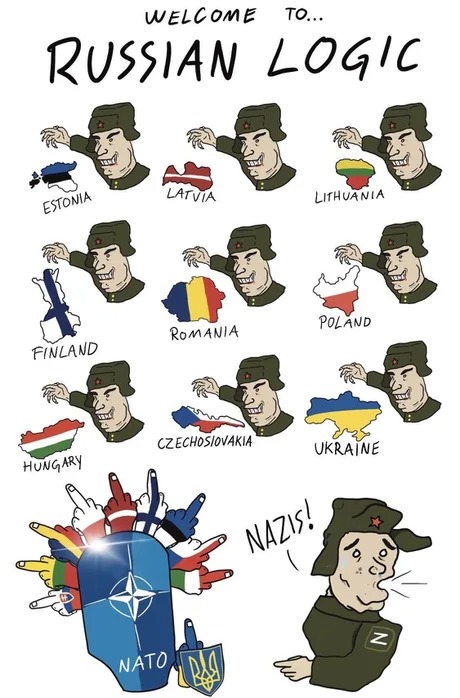 WELCOME TO...
RUSSIAN LOGIC
ESTONIA
LATVIA
LITHUANIA
FINLAND
ROMANIA
POLAND
HUNGARY
CZECHOSLOVAKIA
UKRAINE
NAZIS!
NATO
Z